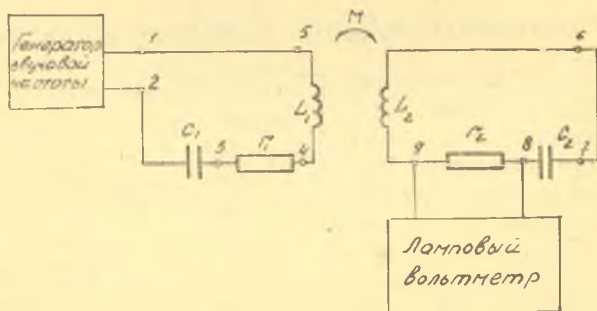 Генератор
звуковой
частоты
1
2
5
M
6
L₁
L₂
C₁
3
r₁
4
9
r₂
8
C₂
7
Ламповый
вольтметр